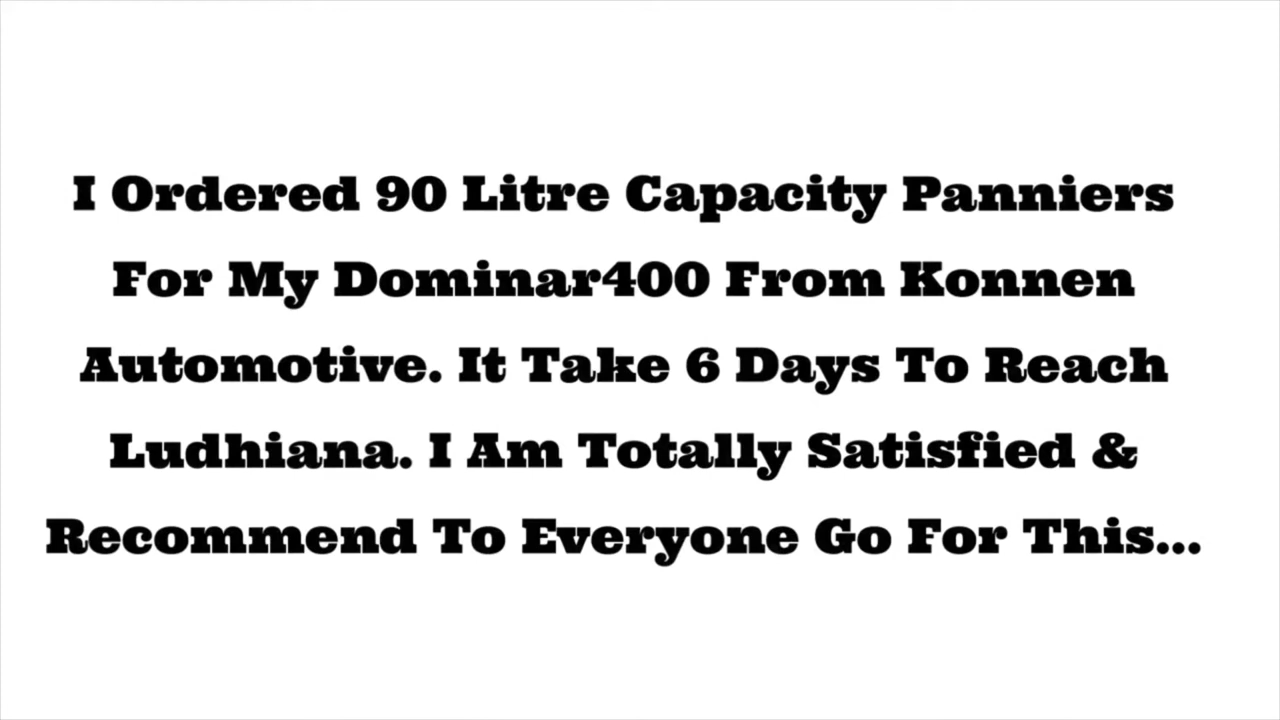 I Ordered 90 Litre Capacity Panniers
For My Dominar400 From Konnen
Automotive. It Take 6 Days To Reach
Ludhiana. I Am Totally Satisfied &
Recommend To Everyone Go For This...